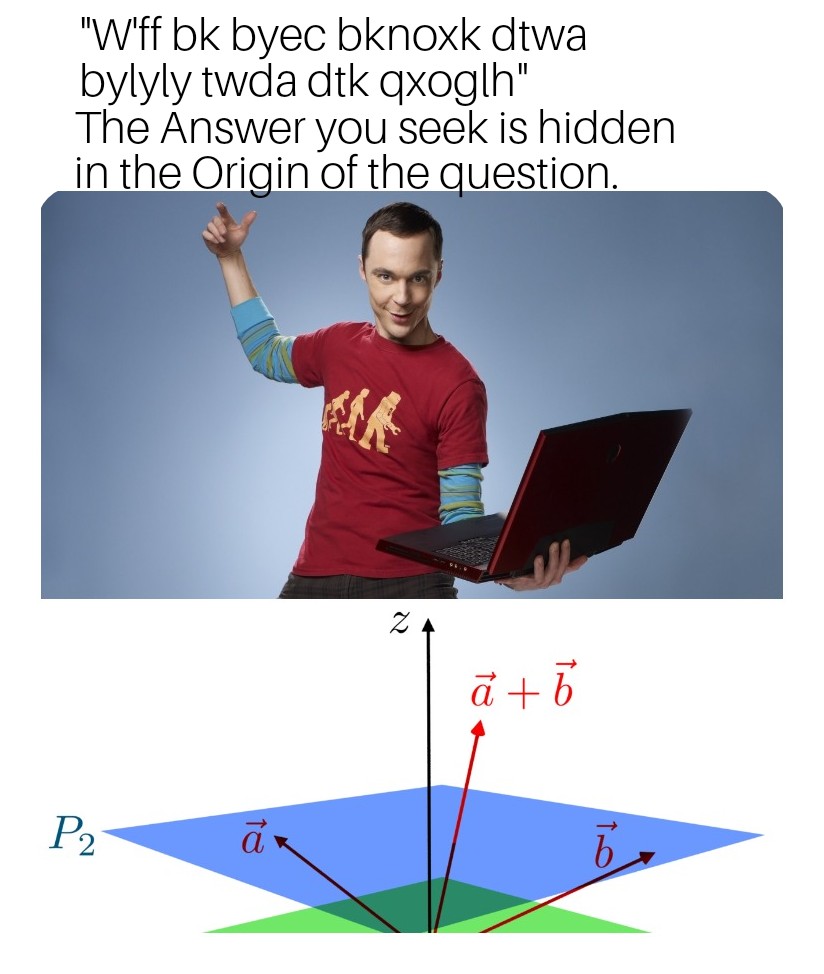 "W'ff bk byec bknoxk dtwa
bylyly twda dtk qxoglh"
The Answer you seek is hidden
in the Origin of the question.
z
a⃗ + b⃗
P₂
a⃗
b⃗